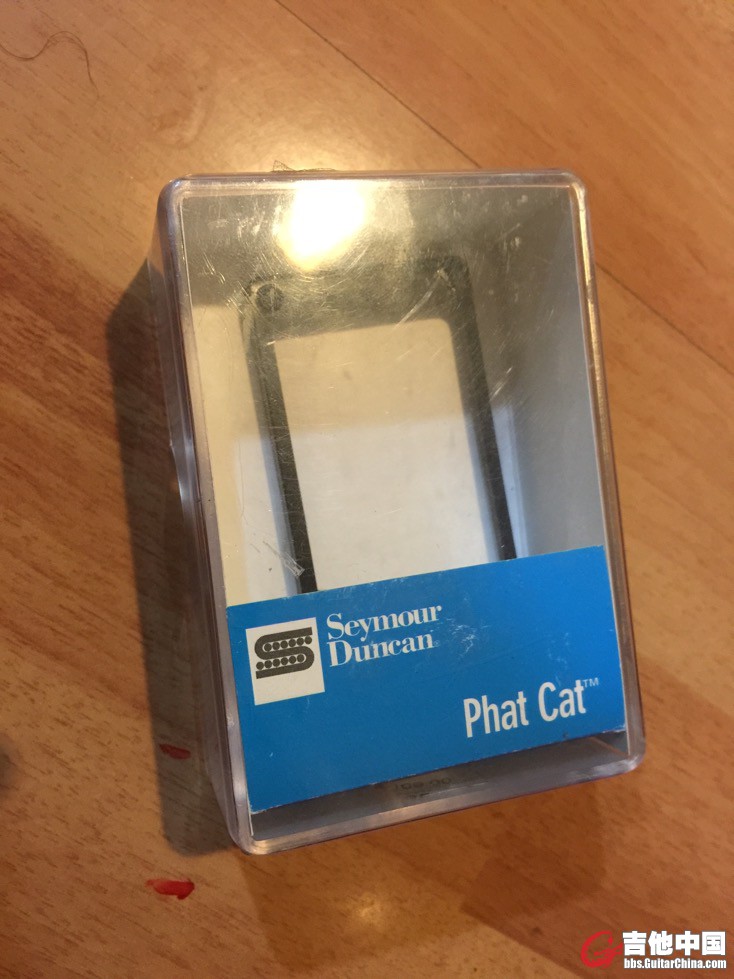 Seymour
Duncan
Phat Cat™
吉他中国
bbs.GuitarChina.com